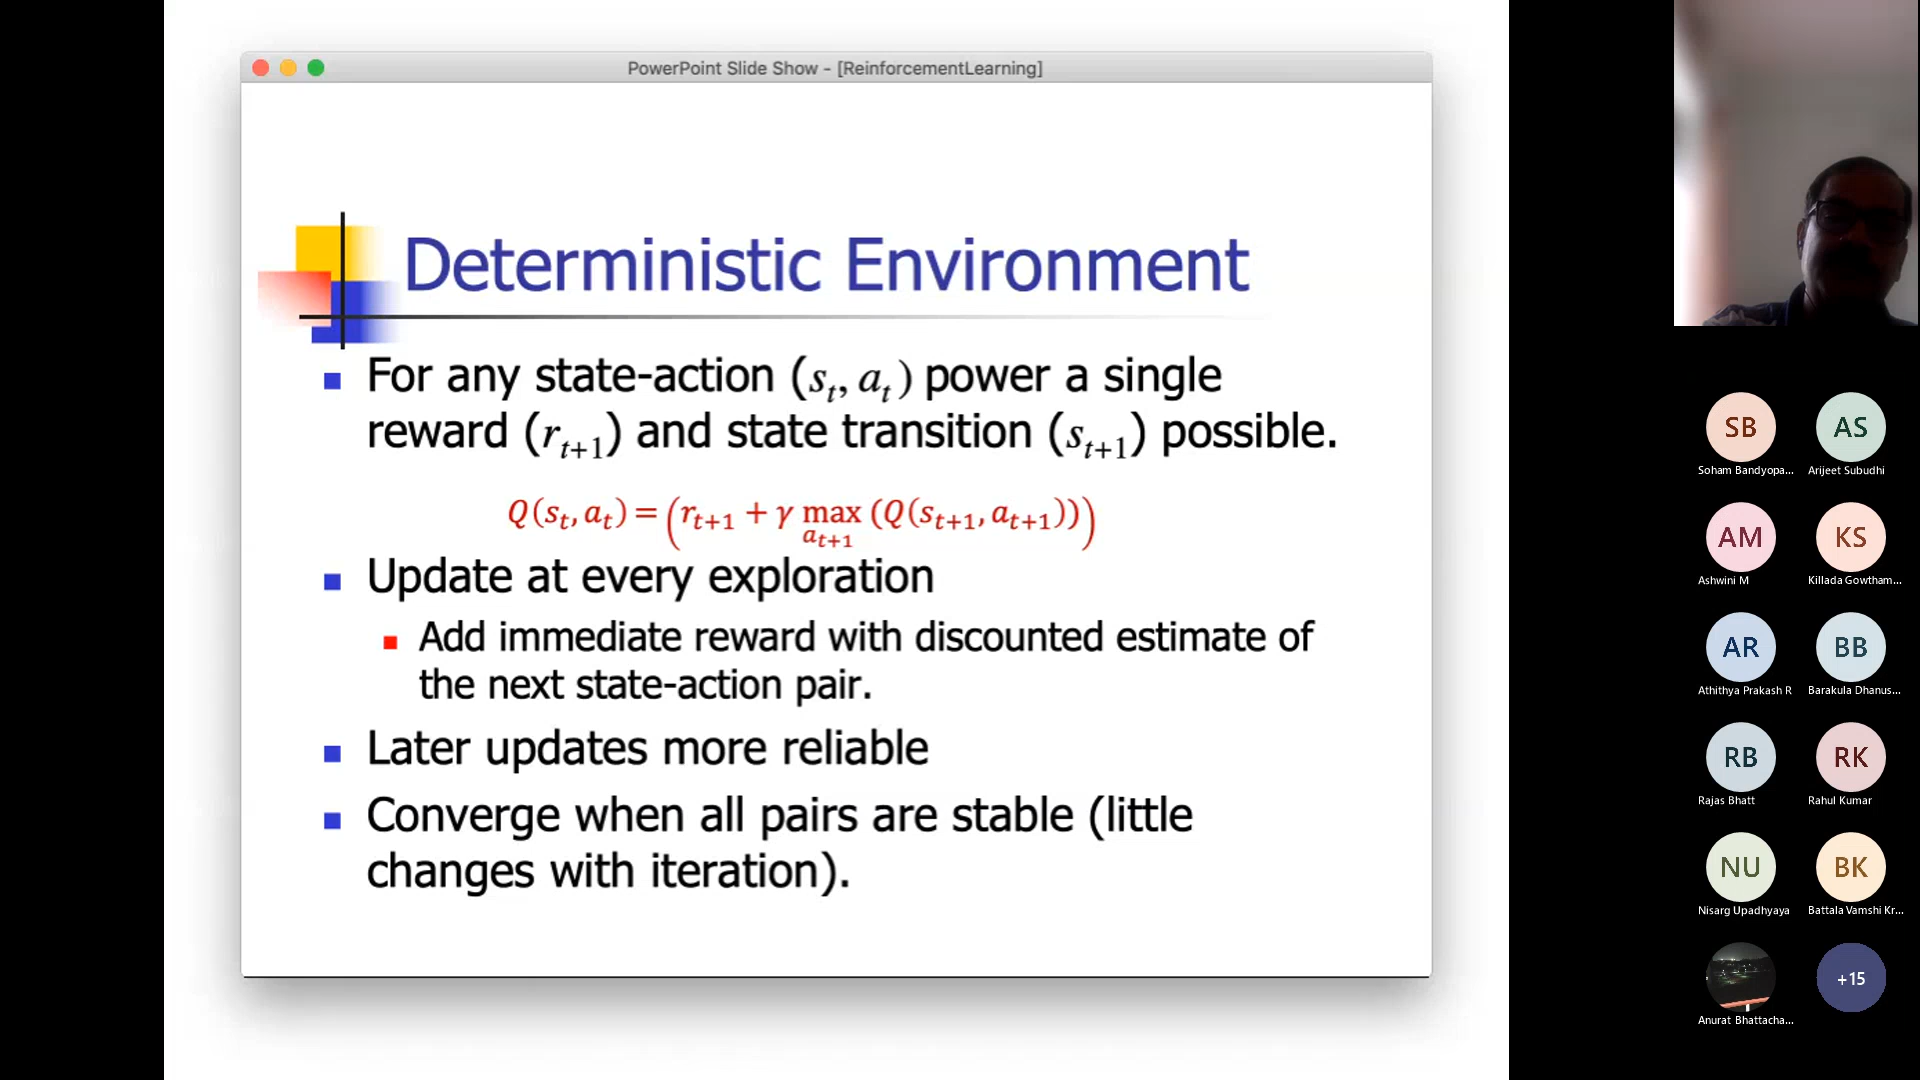 PowerPoint Slide Show - [ReinforcementLearning]
Deterministic Environment
For any state-action (s_t, a_t) power a single
reward (r_{t+1}) and state transition (s_{t+1}) possible.
Q(s_t, a_t) = (r_{t+1} + γ max_{a_{t+1}} (Q(s_{t+1}, a_{t+1})))
Update at every exploration
Add immediate reward with discounted estimate of
the next state-action pair.
Later updates more reliable
Converge when all pairs are stable (little
changes with iteration).
SB AS
Soham Bandyopa... Arijeet Subudhi
AM KS
Ashwini M Killada Gowtham...
AR BB
Athithya Prakash R Barakula Dhanus...
RB RK
Rajas Bhatt Rahul Kumar
NU BK
Nisarg Upadhyaya Battala Vamshi Kr...
+15
Anurat Bhattacha...